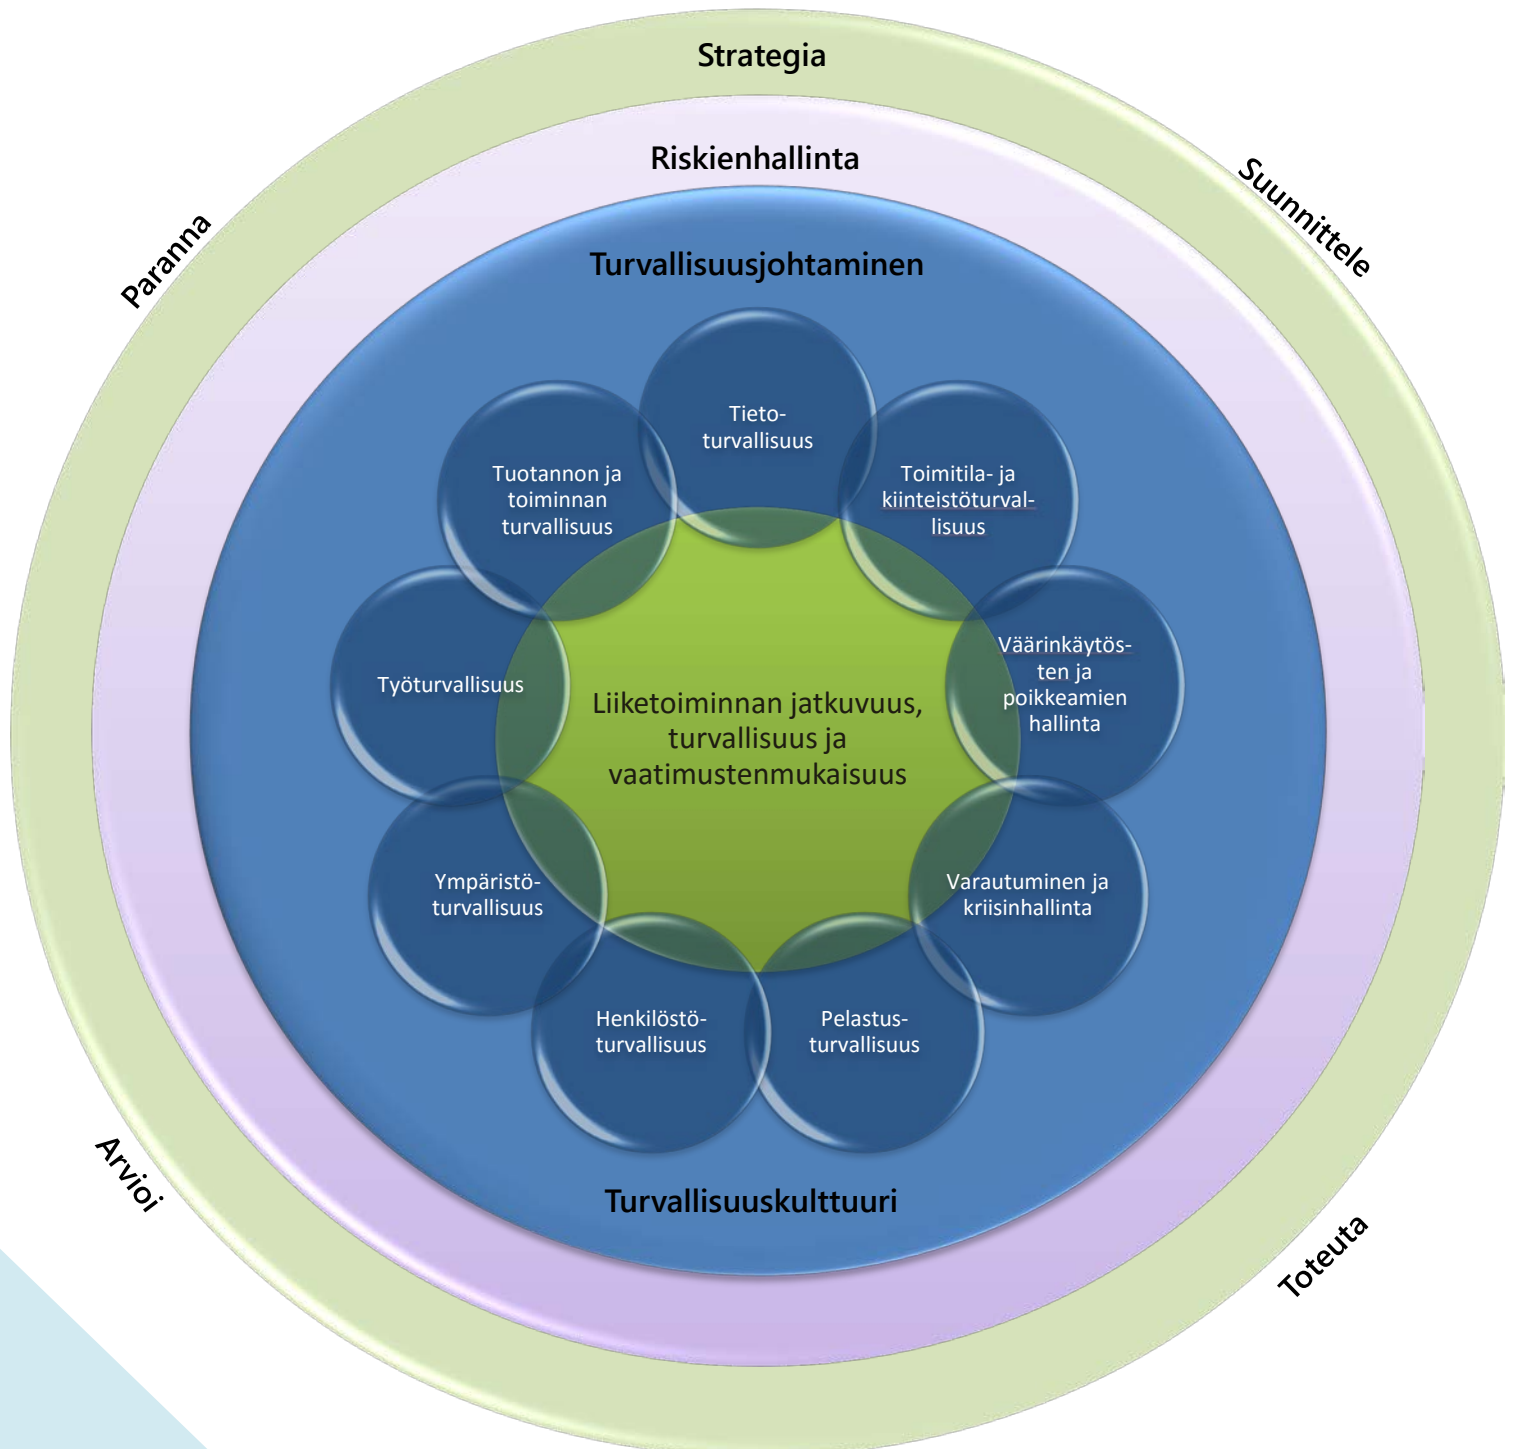 Strategia
Riskienhallinta
Suunnittele
Paranna
Turvallisuusjohtaminen
Tieto-
turvallisuus
Toimitila- ja
kiinteistöturval-
lisuus
Tuotannon ja
toiminnan
turvallisuus
Väärinkäytös-
ten ja
poikkeamien
hallinta
Työturvallisuus
Liiketoiminnan jatkuvuus,
turvallisuus ja
vaatimustenmukaisuus
Ympäristö-
turvallisuus
Varautuminen ja
kriisinhallinta
Henkilöstö-
turvallisuus
Pelastus-
turvallisuus
Turvallisuuskulttuuri
Arvioi
Toteuta